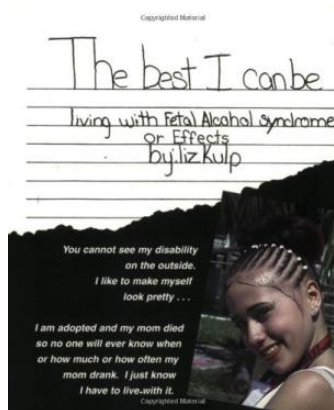 Copyrighted Material
The best I can be
living with Fetal Alcohol Syndrome
or Effects
by:liz kulp
You cannot see my disability
on the outside.
I like to make myself
look pretty . . .
I am adopted and my mom died
so no one will ever know when
or how much or how often my
mom drank. I just know
I have to live with it.
Copyrighted Material